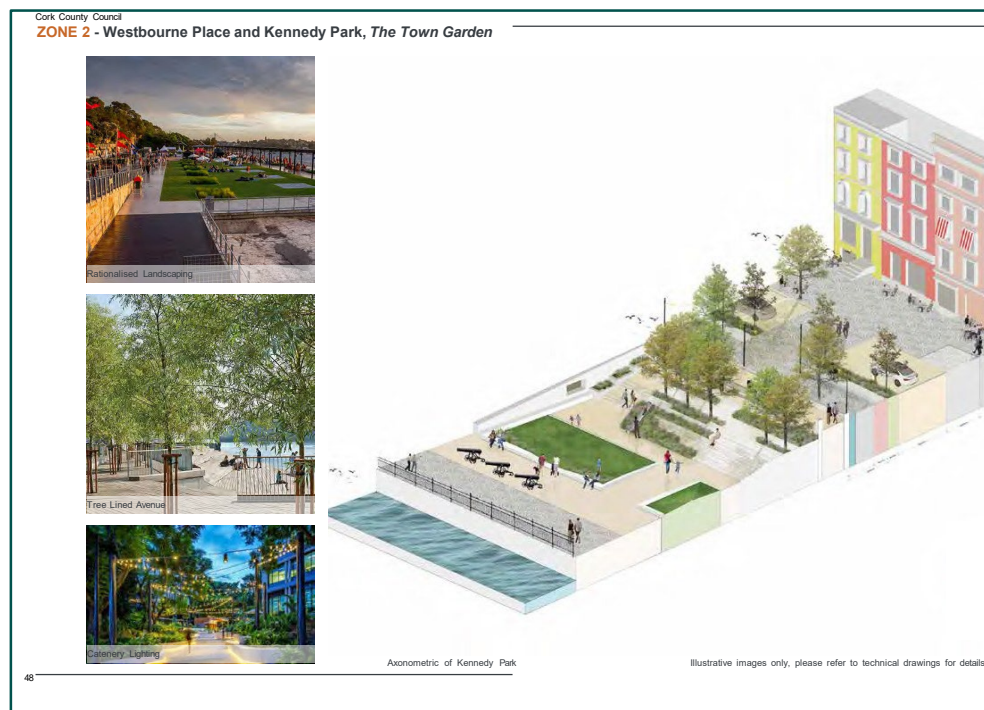 Cork County Council
ZONE 2 - Westbourne Place and Kennedy Park, The Town Garden
Rationalised Landscaping
Tree Lined Avenue
Catenery Lighting
Axonometric of Kennedy Park
Illustrative images only, please refer to technical drawings for details
48